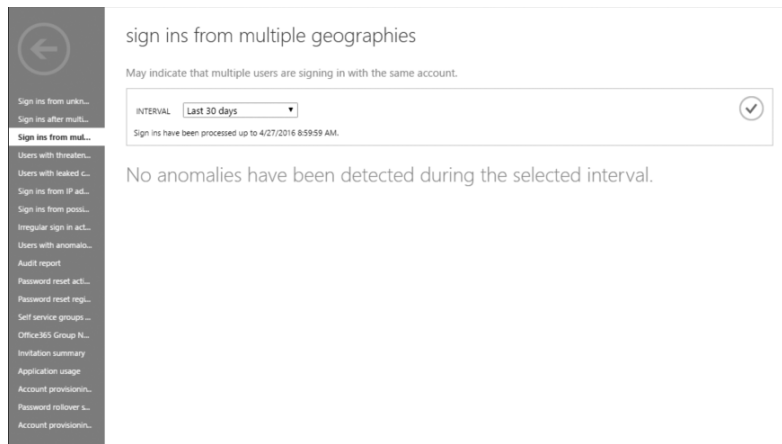 sign ins from multiple geographies
May indicate that multiple users are signing in with the same account.
INTERVAL Last 30 days
Sign ins have been processed up to 4/27/2016 8:59:59 AM.
No anomalies have been detected during the selected interval.
Sign ins from unkn...
Sign ins after multi...
Sign ins from mul...
Users with threaten...
Users with leaked c...
Sign ins from IP ad...
Sign ins from possi...
Irregular sign in act...
Users with anomalo...
Audit report
Password reset acti...
Password reset regi...
Self service groups ...
Office365 Group N...
Invitation summary
Application usage
Account provisionin...
Password rollover s...
Account provisionin...